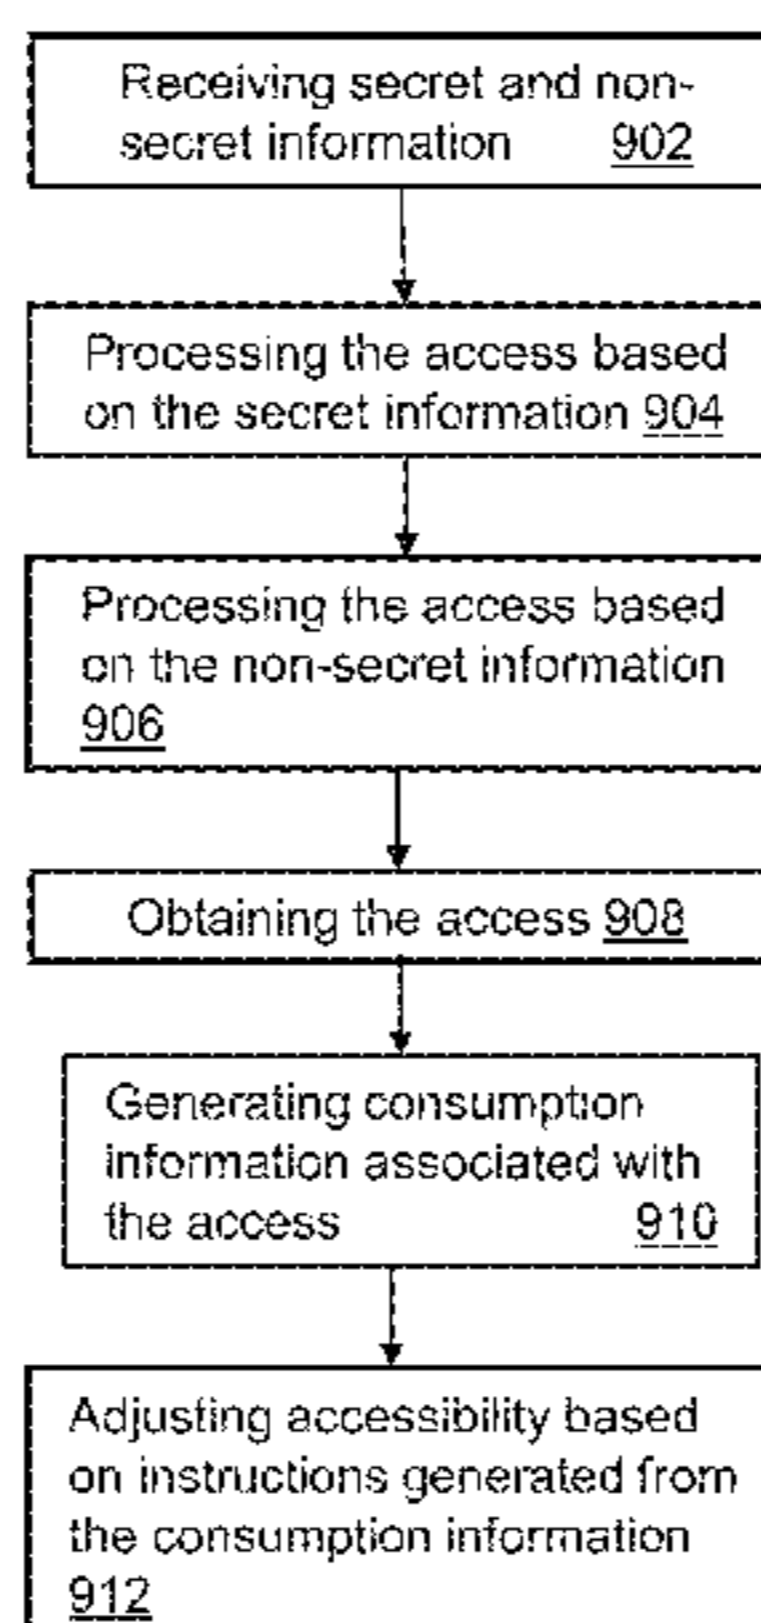 Receiving secret and non-
secret information 902
Processing the access based
on the secret information 904
Processing the access based
on the non-secret information
906
Obtaining the access 908
Generating consumption
information associated with
the access 910
Adjusting accessibility based
on instructions generated from
the consumption information
912